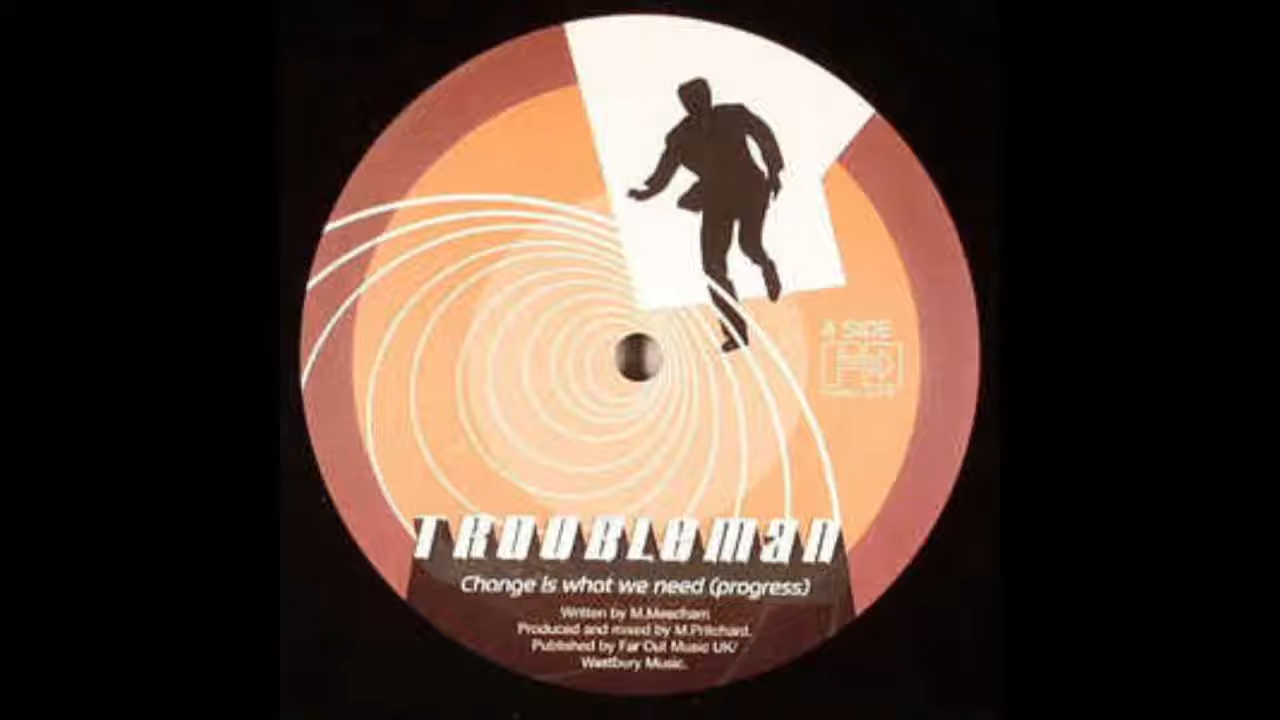 A SIDE
TROUBLEMAN
Change is what we need (progress)
Written by M.Meecham
Produced and mixed by M.Pritchard.
Published by Far Out Music UK/
Westbury Music.